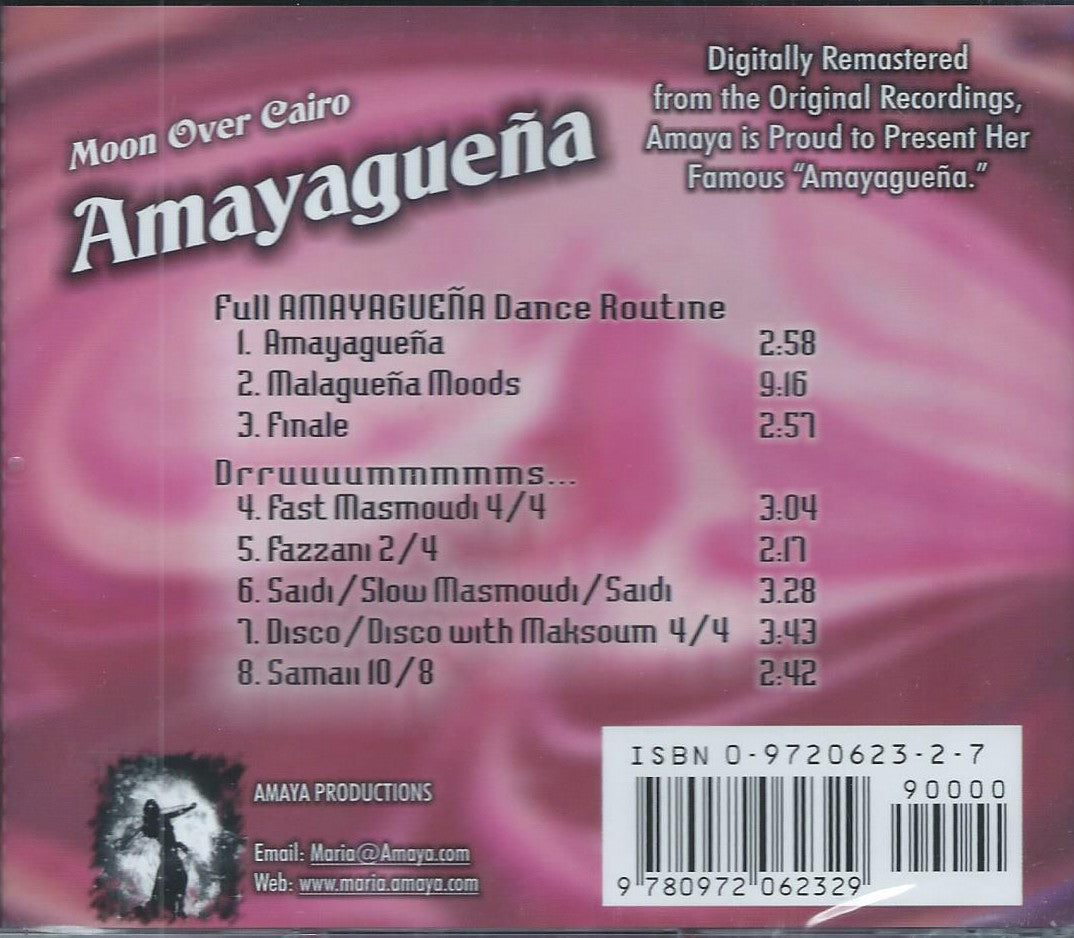 Moon Over Cairo
Amayagueña
Digitally Remastered
from the Original Recordings,
Amaya is Proud to Present Her
Famous "Amayagueña."
Full AMAYAGUEÑA Dance Routine
1. Amayagueña 2:58
2. Malagueña Moods 9:16
3. Finale 2:57
Drruuuummmmms...
4. Fast Masmoudi 4/4 3:04
5. Fazzani 2/4 2:17
6. Saidi/Slow Masmoudi/Saidi 3.28
7. Disco/Disco with Maksoum 4/4 3:43
8. Samaii 10/8 2:42
AMAYA PRODUCTIONS
Email: Maria@Amaya.com
Web: www.maria.amaya.com
ISBN 0-9720623-2-7
90000
9 780972 062329